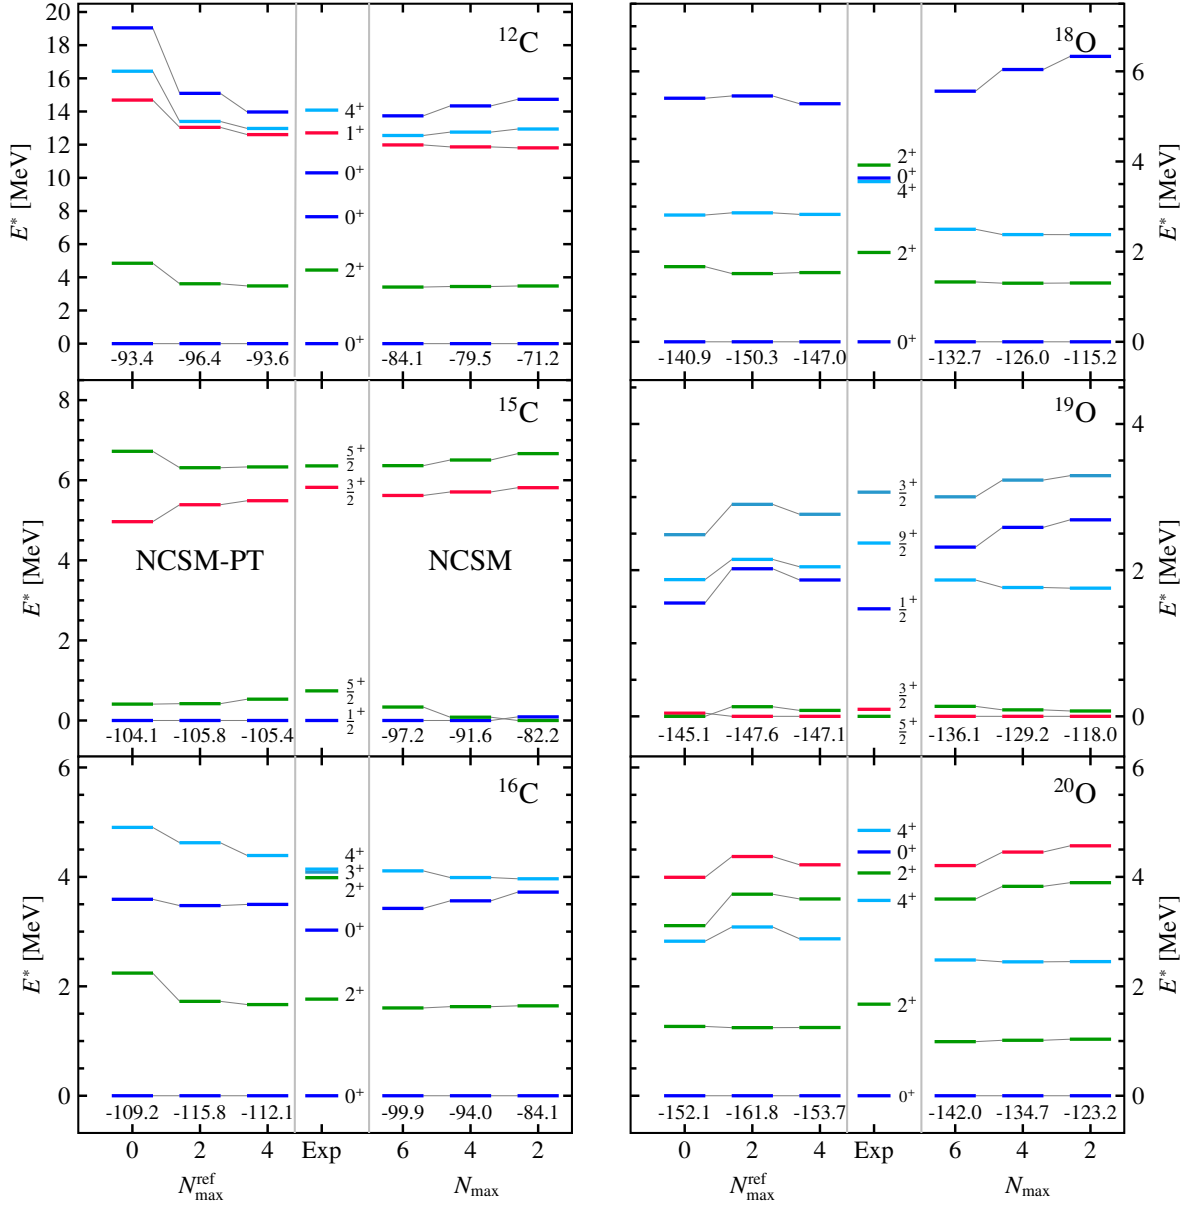 20
18
16
14
12
10
8
6
4
2
0
E* [MeV]
¹²C
4⁺
1⁺
0⁺
0⁺
2⁺
0⁺
-93.4 -96.4 -93.6 -84.1 -79.5 -71.2
¹⁸O
6
4
2
0
E* [MeV]
2⁺
0⁺
4⁺
2⁺
0⁺
-140.9 -150.3 -147.0 -132.7 -126.0 -115.2
8
6
4
2
0
E* [MeV]
¹⁵C
5/2⁺
3/2⁺
NCSM-PT NCSM
5/2⁺
1/2⁺
-104.1 -105.8 -105.4 -97.2 -91.6 -82.2
¹⁹O
4
2
0
E* [MeV]
3/2⁺
9/2⁺
1/2⁺
3/2⁺
5/2⁺
-145.1 -147.6 -147.1 -136.1 -129.2 -118.0
6
4
2
0
E* [MeV]
¹⁶C
4⁺
3⁺
2⁺
0⁺
2⁺
0⁺
-109.2 -115.8 -112.1 -99.9 -94.0 -84.1
0 2 4 Exp 6 4 2
N_max^ref N_max
²⁰O
6
4
2
0
E* [MeV]
4⁺
0⁺
2⁺
4⁺
2⁺
0⁺
-152.1 -161.8 -153.7 -142.0 -134.7 -123.2
0 2 4 Exp 6 4 2
N_max^ref N_max